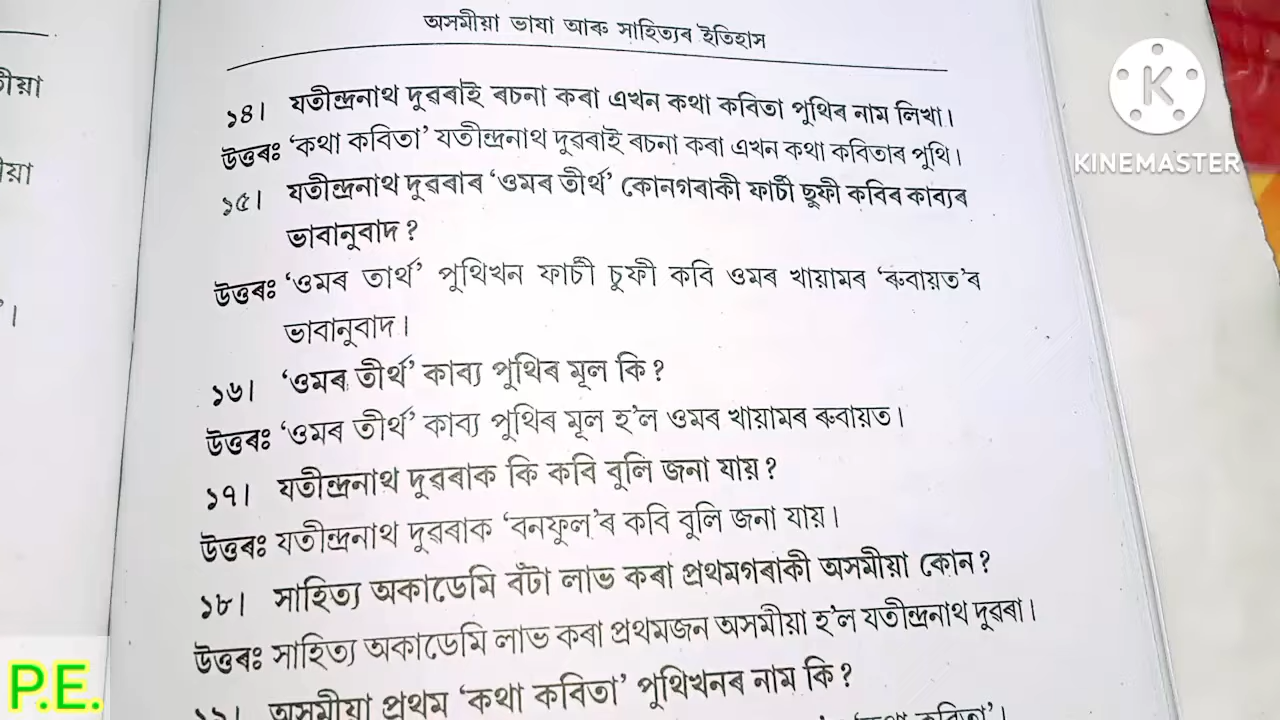 অসমীয়া ভাষা আৰু সাহিত্যৰ ইতিহাস
১৪। যতীন্দ্ৰনাথ দুৱৰাই ৰচনা কৰা এখন কথা কবিতা পুথিৰ নাম লিখা।
উত্তৰঃ ‘কথা কবিতা’ যতীন্দ্ৰনাথ দুৱৰাই ৰচনা কৰা এখন কথা কবিতাৰ পুথি।
১৫। যতীন্দ্ৰনাথ দুৱৰাৰ ‘ওমৰ তীৰ্থ’ কোনগৰাকী ফাৰ্চী ছুফী কবিৰ কাব্যৰ
ভাবানুবাদ?
উত্তৰঃ ‘ওমৰ তাৰ্থ’ পুথিখন ফাৰ্চী চুফী কবি ওমৰ খায়ামৰ ‘ৰুবায়ত’ৰ
ভাবানুবাদ।
১৬। ‘ওমৰ তীৰ্থ’ কাব্য পুথিৰ মূল কি?
উত্তৰঃ ‘ওমৰ তীৰ্থ’ কাব্য পুথিৰ মূল হ’ল ওমৰ খায়ামৰ ৰুবায়ত।
১৭। যতীন্দ্ৰনাথ দুৱৰাক কি কবি বুলি জনা যায়?
উত্তৰঃ যতীন্দ্ৰনাথ দুৱৰাক ‘বনফুল’ৰ কবি বুলি জনা যায়।
১৮। সাহিত্য অকাডেমি বঁটা লাভ কৰা প্ৰথমগৰাকী অসমীয়া কোন?
উত্তৰঃ সাহিত্য অকাডেমি লাভ কৰা প্ৰথমজন অসমীয়া হ’ল যতীন্দ্ৰনাথ দুৱৰা।
১৯। অসমীয়া প্ৰথম ‘কথা কবিতা’ পুথিখনৰ নাম কি?
‘কথা কবিতা’।
K
KINEMASTER
P.E.